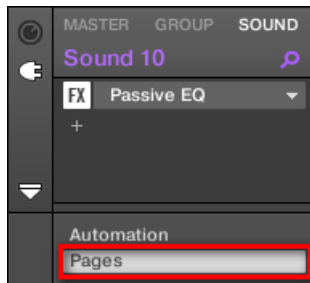 MASTER GROUP SOUND
Sound 10
FX Passive EQ
+
Automation
Pages